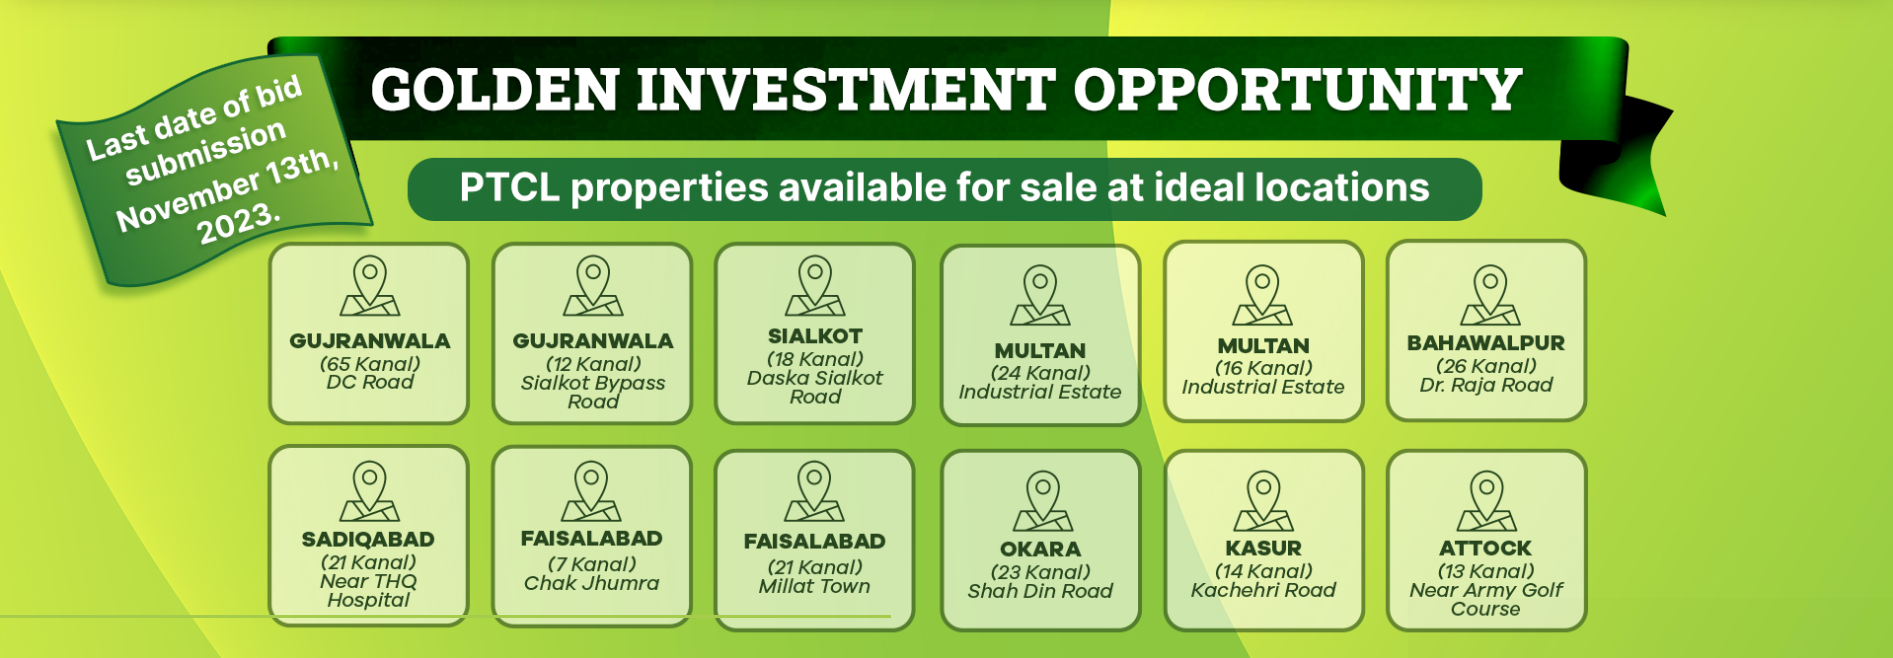 GOLDEN INVESTMENT OPPORTUNITY
Last date of bid
submission
November 13th,
2023.
PTCL properties available for sale at ideal locations
GUJRANWALA
(65 Kanal)
DC Road
GUJRANWALA
(12 Kanal)
Sialkot Bypass
Road
SIALKOT
(18 Kanal)
Daska Sialkot
Road
MULTAN
(24 Kanal)
Industrial Estate
MULTAN
(16 Kanal)
Industrial Estate
BAHAWALPUR
(26 Kanal)
Dr. Raja Road
SADIQABAD
(21 Kanal)
Near THQ
Hospital
FAISALABAD
(7 Kanal)
Chak Jhumra
FAISALABAD
(21 Kanal)
Millat Town
OKARA
(23 Kanal)
Shah Din Road
KASUR
(14 Kanal)
Kachehri Road
ATTOCK
(13 Kanal)
Near Army Golf
Course